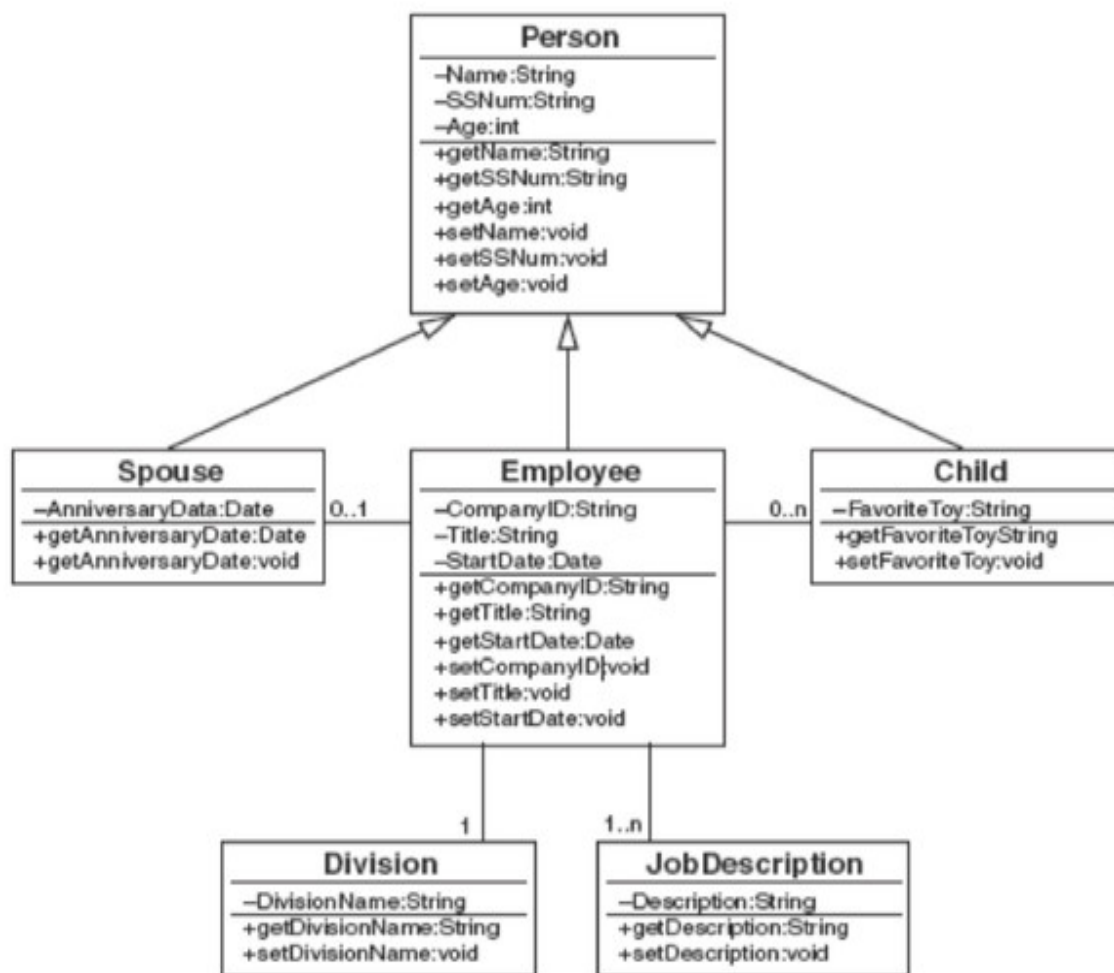 Person
–Name:String
–SSNum:String
–Age:int
+getName:String
+getSSNum:String
+getAge:int
+setName:void
+setSSNum:void
+setAge:void
Spouse
–AnniversaryData:Date
+getAnniversaryDate:Date
+getAnniversaryDate:void
0..1
Employee
–CompanyID:String
–Title:String
–StartDate:Date
+getCompanyID:String
+getTitle:String
+getStartDate:Date
+setCompanyID:void
+setTitle:void
+setStartDate:void
0..n
Child
–FavoriteToy:String
+getFavoriteToyString
+setFavoriteToy:void
1
1..n
Division
–DivisionName:String
+getDivisionName:String
+setDivisionName:void
JobDescription
–Description:String
+getDescription:String
+setDescription:void